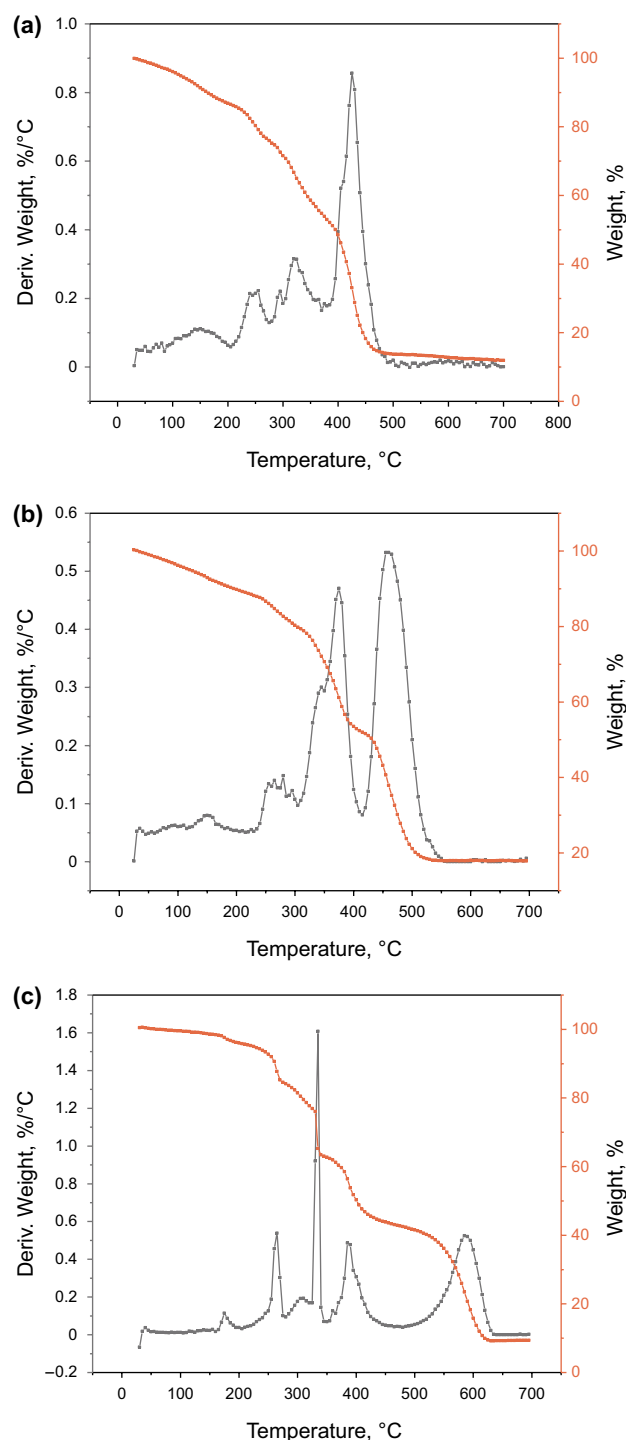 (a)
1.0
0.8
0.6
0.4
0.2
0
Deriv. Weight, %/°C
100
80
60
40
20
0
Weight, %
0 100 200 300 400 500 600 700 800
Temperature, °C
(b)
0.6
0.5
0.4
0.3
0.2
0.1
0
Deriv. Weight, %/°C
100
80
60
40
20
Weight, %
0 100 200 300 400 500 600 700
Temperature, °C
(c)
1.8
1.6
1.4
1.2
1.0
0.8
0.6
0.4
0.2
0
–0.2
Deriv. Weight, %/°C
100
80
60
40
20
0
Weight, %
0 100 200 300 400 500 600 700
Temperature, °C